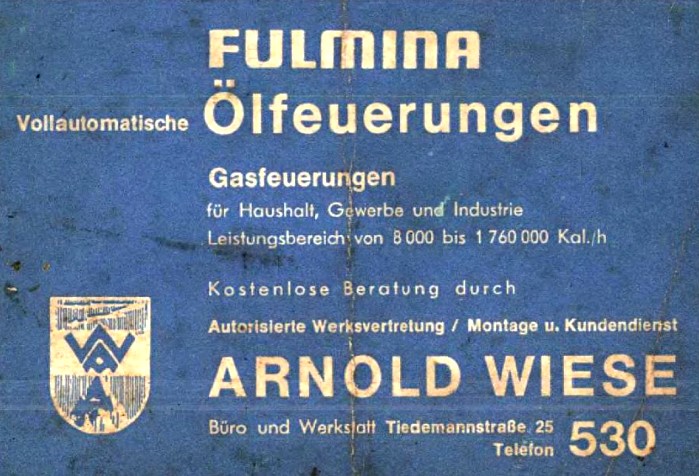 FULMINA
Vollautomatische Ölfeuerungen
Gasfeuerungen
für Haushalt, Gewerbe und Industrie
Leistungsbereich von 8 000 bis 1 760 000 Kal./h
Kostenlose Beratung durch
Autorisierte Werksvertretung / Montage u. Kundendienst
ARNOLD WIESE
Büro und Werkstatt Tiedemannstraße 25
Telefon 530